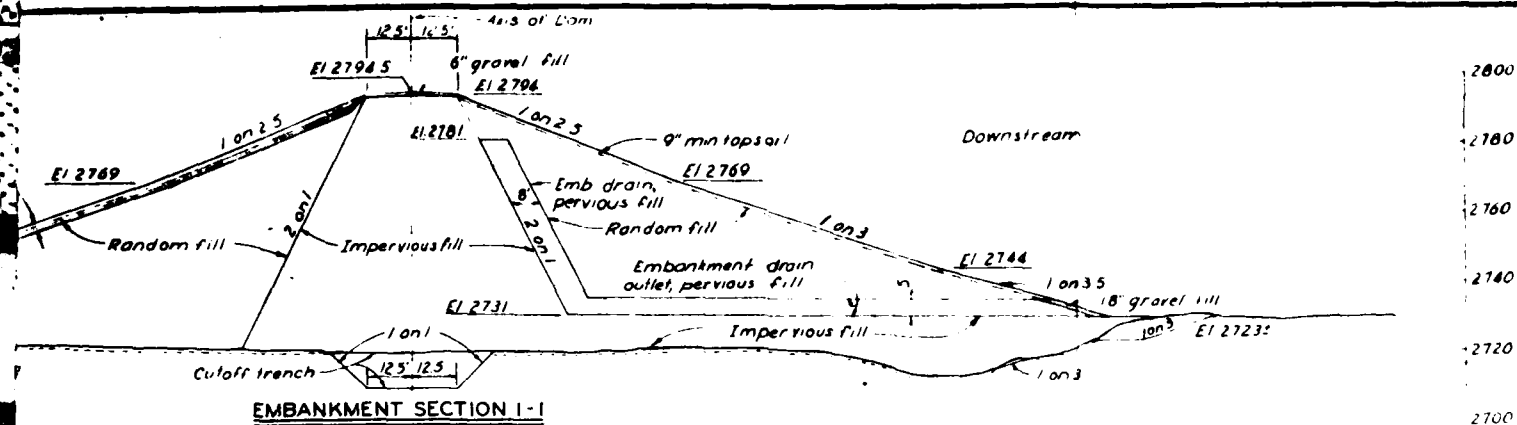 Axis of Dam
12.5' 12.5'
6" gravel fill
El 2794.5
El 2794
2800
1 on 2.5
1 on 2.5
El 2781
9" min topsoil
Downstream
2780
El 2769
El 2769
Emb drain,
pervious fill
8'
2 on 1
2 on 1
Random fill
1 on 3
2760
Random fill
Impervious fill
Embankment drain
outlet, pervious fill
El 2744
1 on 3.5
2740
18" gravel fill
El 2731
5
Impervious fill
1 on 3
El 2723±
1 on 1
2720
Cutoff trench
12.5' 12.5
1 on 3
EMBANKMENT SECTION 1-1
2700